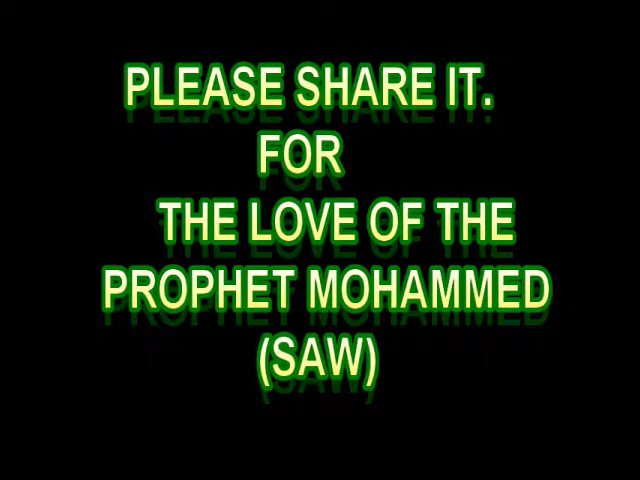 PLEASE SHARE IT.
FOR
THE LOVE OF THE
PROPHET MOHAMMED
(SAW)